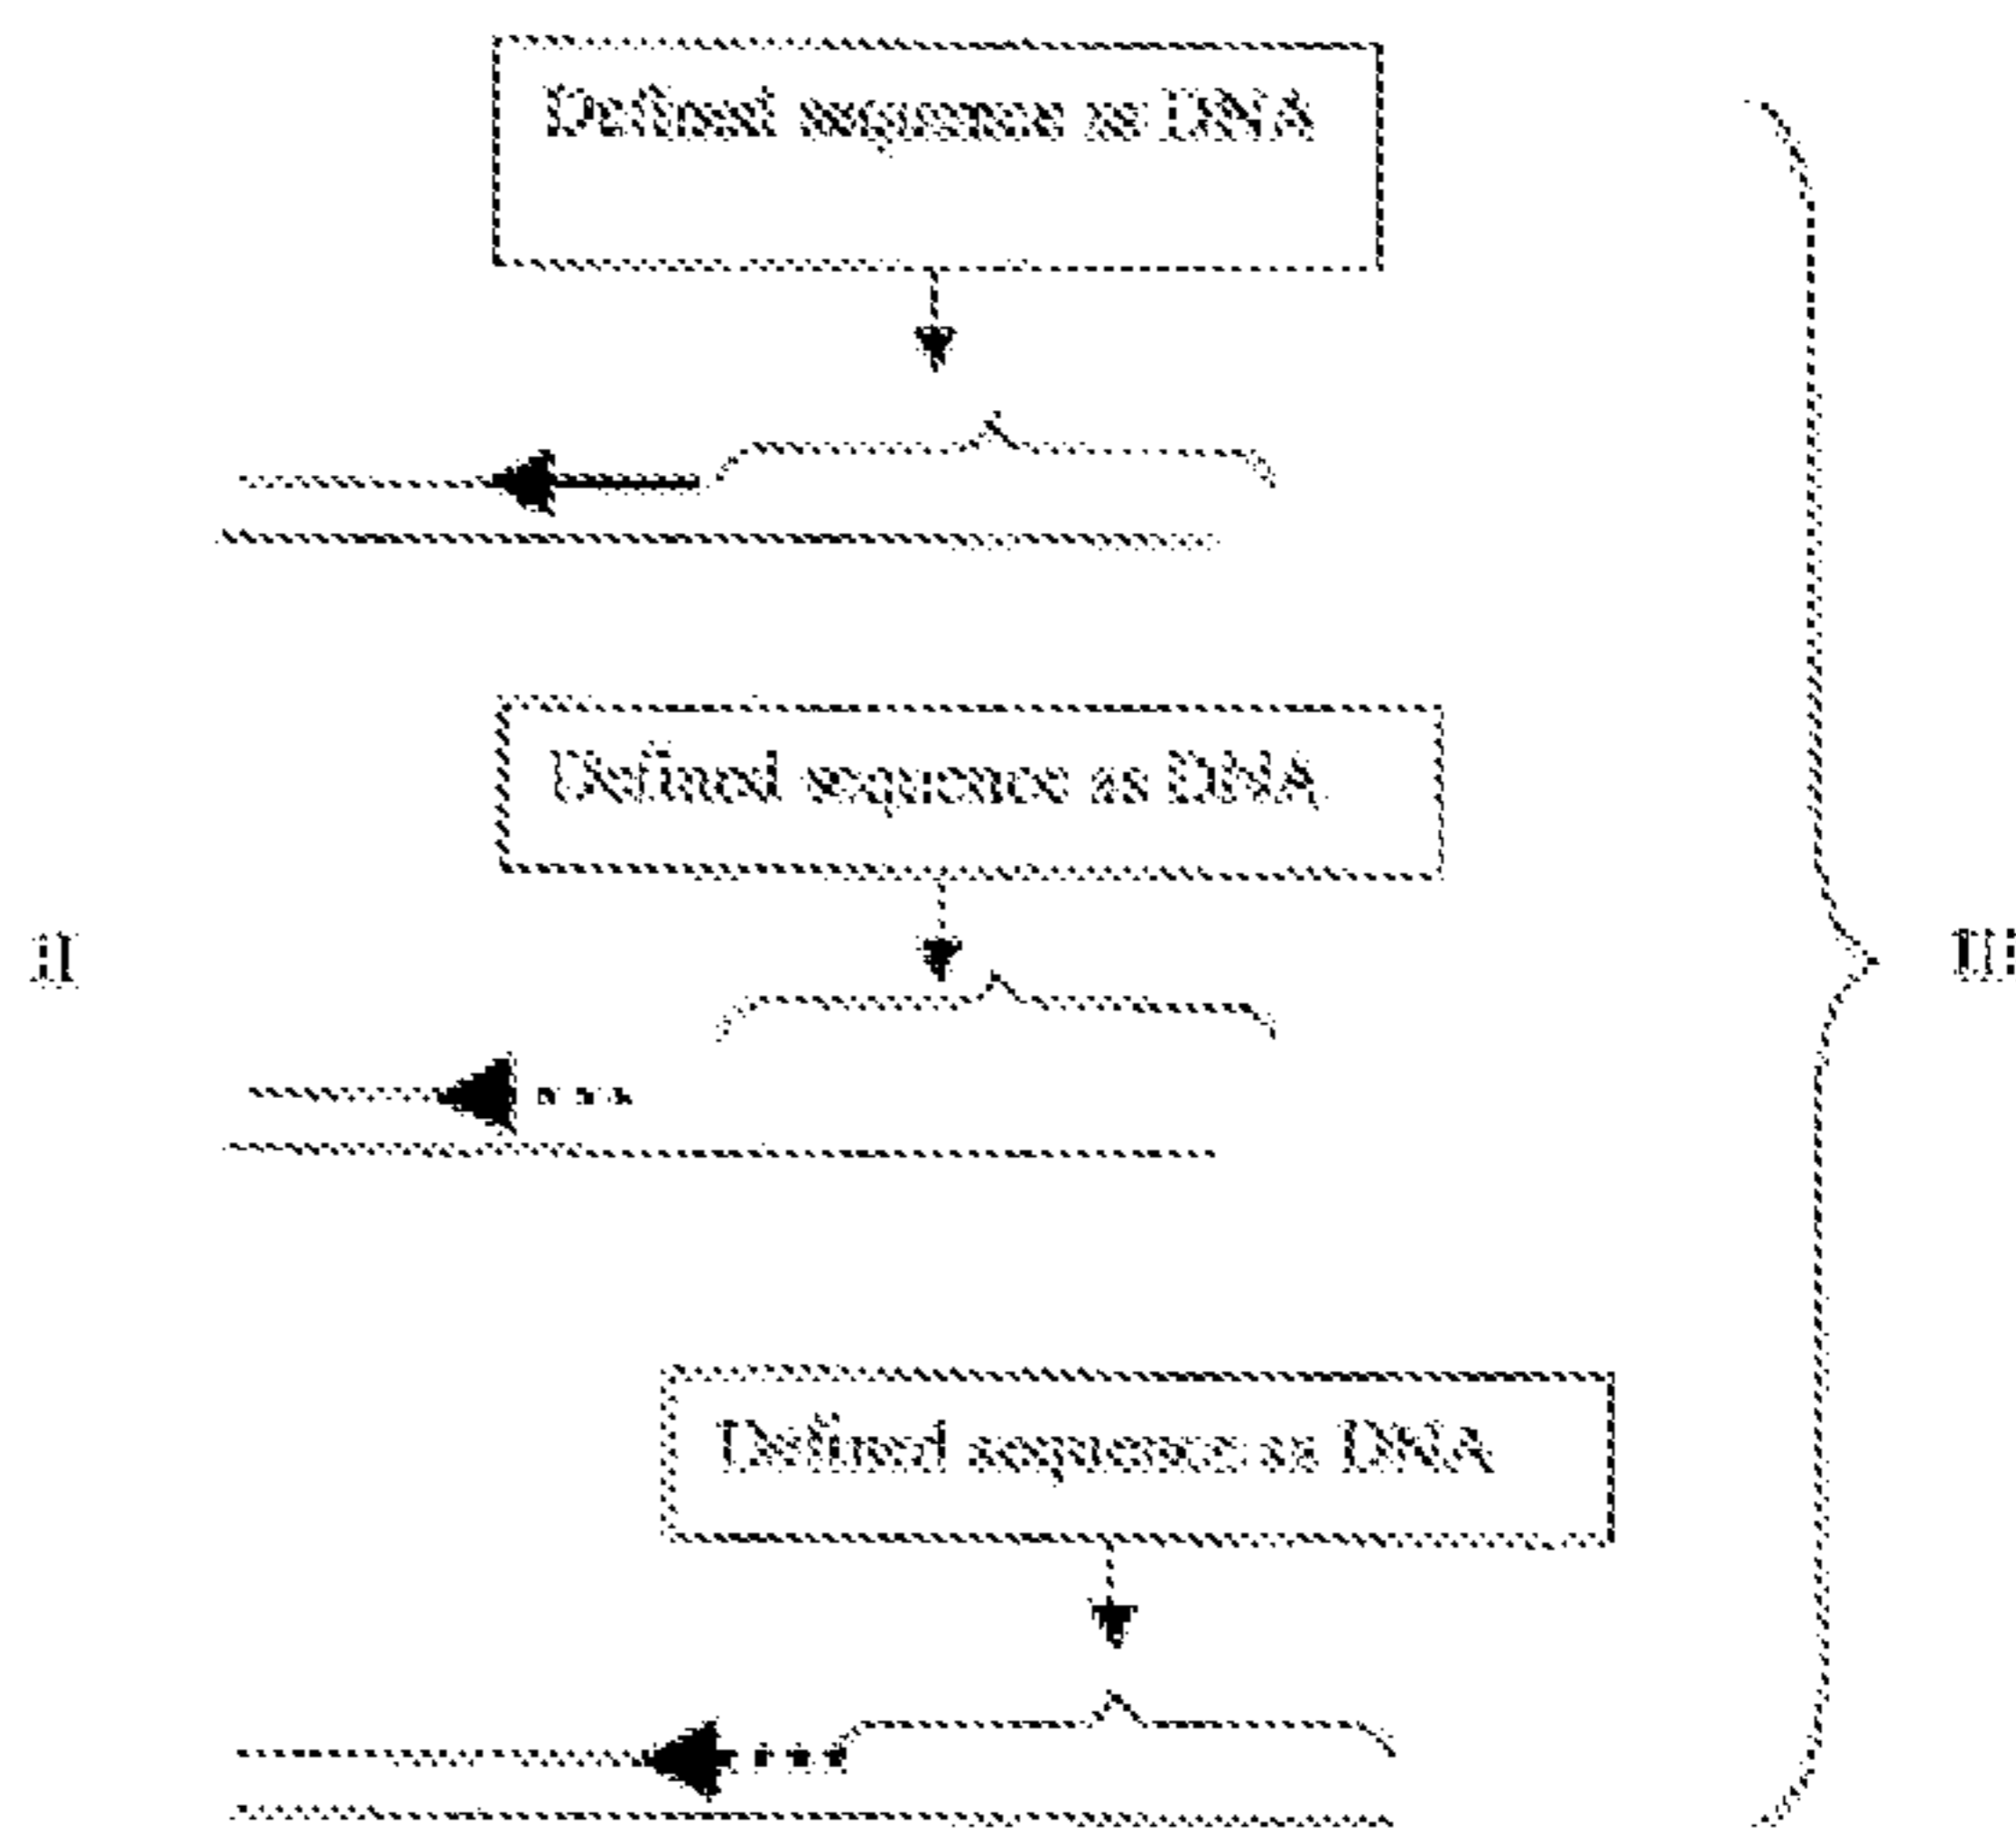 Defined sequence as DNA
Defined sequence as DNA
II
III
Defined sequence as DNA